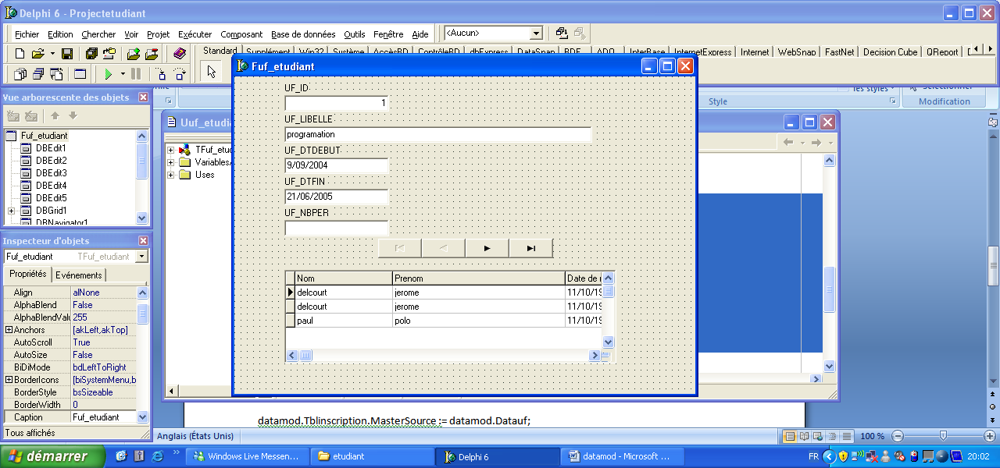 Delphi 6 - Projectetudiant
Fichier Edition Chercher Voir Projet Exécuter Composant Base de données Outils Fenêtre Aide <Aucun>
Standard Supplément Win32 Système AccèsBD ContrôleBD dbExpress DataSnap BDE ADO InterBase InternetExpress Internet WebSnap FastNet Decision Cube QReport
Vue arborescente des objets
Fuf_etudiant
DBEdit1
DBEdit2
DBEdit3
DBEdit4
DBEdit5
DBGrid1
DBNavigator1
Inspecteur d'objets
Fuf_etudiant TFuf_etudiant
Propriétés Evénements
Align alNone
AlphaBlend False
AlphaBlendValu 255
Anchors [akLeft,akTop]
AutoScroll True
AutoSize False
BiDiMode bdLeftToRight
BorderIcons [biSystemMenu,b
BorderStyle bsSizeable
BorderWidth 0
Caption Fuf_etudiant
Tous affichés
les styles Sélectionner
Style Modification
Uuf_etudia
TFuf_etud
Variables/
Uses
Fuf_etudiant
UF_ID
1
UF_LIBELLE
programation
UF_DTDEBUT
9/09/2004
UF_DTFIN
21/06/2005
UF_NBPER
Nom Prenom Date de n
delcourt jerome 11/10/19
delcourt jerome 11/10/19
paul polo 11/10/19
datamod.Tblinscription.MasterSource := datamod.Datauf;
Anglais (États Unis) 100 %
démarrer Windows Live Messen... etudiant Delphi 6 datamod - Microsoft ... FR 20:02